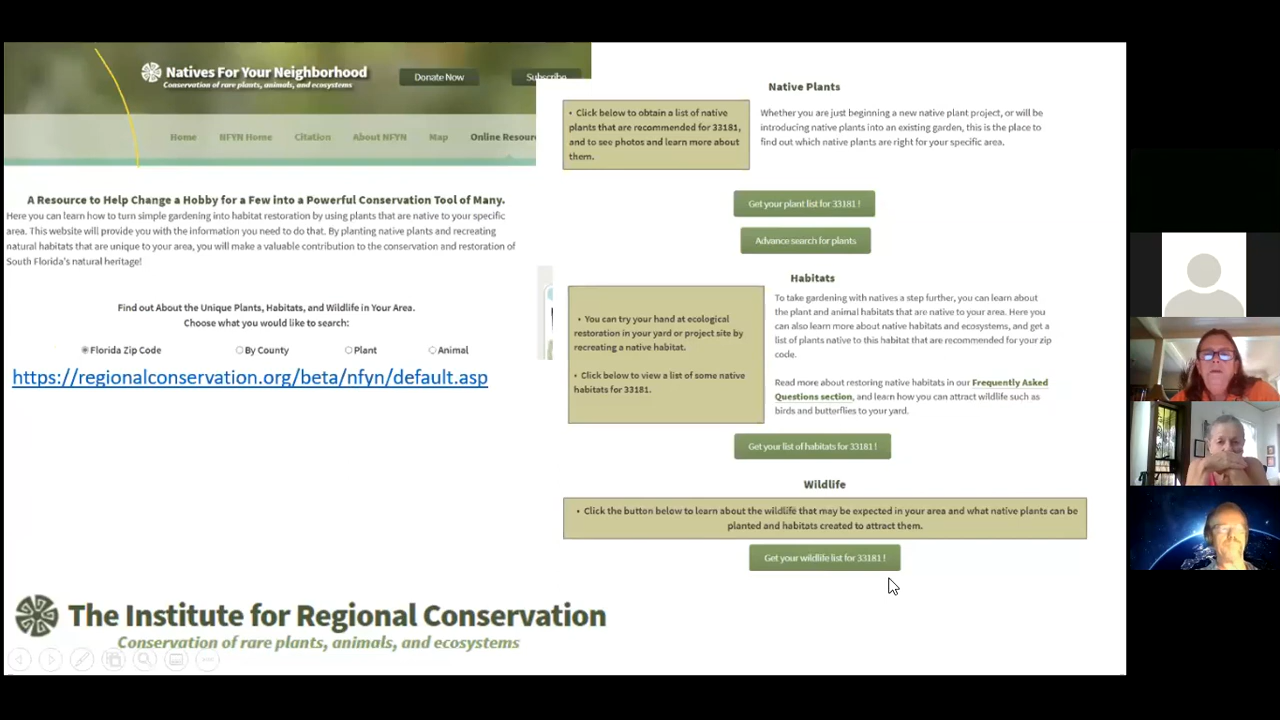 Natives For Your Neighborhood
Conservation of rare plants, animals, and ecosystems
Donate Now
Subscribe
Home
NFYN Home
Citation
About NFYN
Map
Online Resour
A Resource to Help Change a Hobby for a Few into a Powerful Conservation Tool of Many.
Here you can learn how to turn simple gardening into habitat restoration by using plants that are native to your specific
area. This website will provide you with the information you need to do that. By planting native plants and recreating
natural habitats that are unique to your area, you will make a valuable contribution to the conservation and restoration of
South Florida's natural heritage!
Find out About the Unique Plants, Habitats, and Wildlife in Your Area.
Choose what you would like to search:
Florida Zip Code
By County
Plant
Animal
https://regionalconservation.org/beta/nfyn/default.asp
Native Plants
• Click below to obtain a list of native
plants that are recommended for 33181,
and to see photos and learn more about
them.
Whether you are just beginning a new native plant project, or will be
introducing native plants into an existing garden, this is the place to
find out which native plants are right for your specific area.
Get your plant list for 33181 !
Advance search for plants
Habitats
• You can try your hand at ecological
restoration in your yard or project site by
recreating a native habitat.
• Click below to view a list of some native
habitats for 33181.
To take gardening with natives a step further, you can learn about
the plant and animal habitats that are native to your area. Here you
can also learn more about native habitats and ecosystems, and get a
list of plants native to this habitat that are recommended for your zip
code.
Read more about restoring native habitats in our Frequently Asked
Questions section, and learn how you can attract wildlife such as
birds and butterflies to your yard.
Get your list of habitats for 33181 !
Wildlife
• Click the button below to learn about the wildlife that may be expected in your area and what native plants can be
planted and habitats created to attract them.
Get your wildlife list for 33181 !
The Institute for Regional Conservation
Conservation of rare plants, animals, and ecosystems